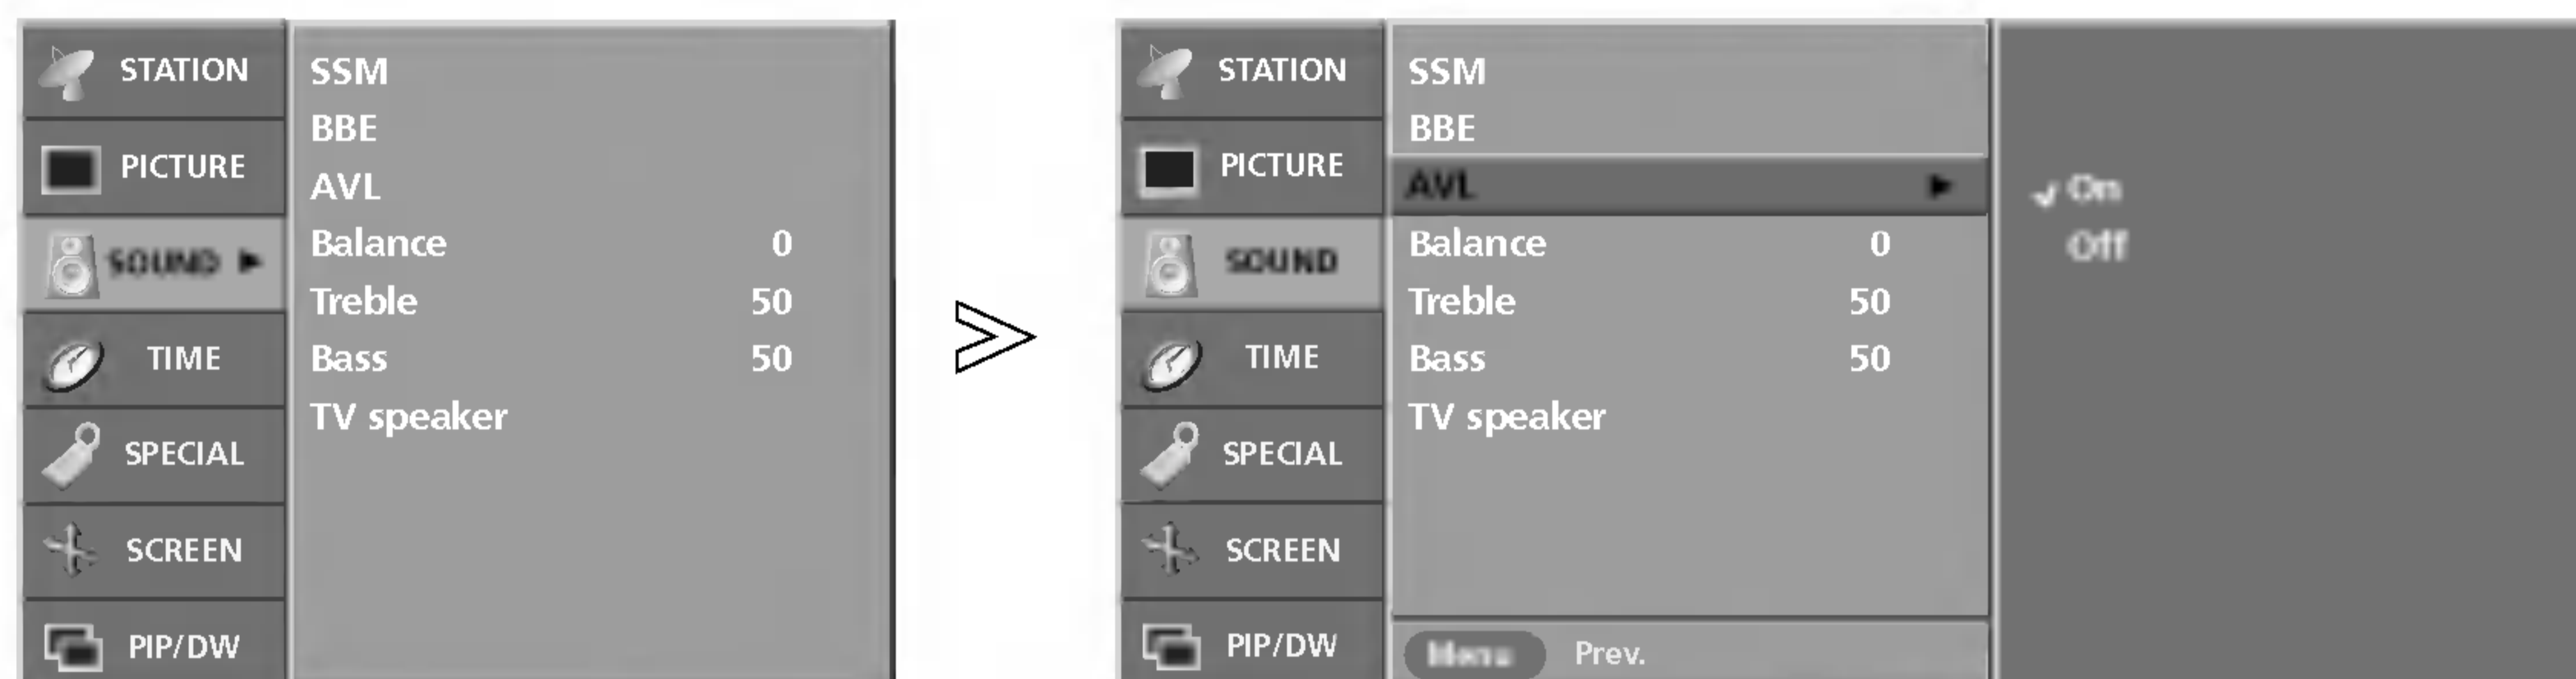 STATION
PICTURE
SOUND
TIME
SPECIAL
SCREEN
PIP/DW
SSM
BBE
AVL
Balance 0
Treble 50
Bass 50
TV speaker
STATION
PICTURE
SOUND
TIME
SPECIAL
SCREEN
PIP/DW
SSM
BBE
AVL
Balance 0
Treble 50
Bass 50
TV speaker
Menu Prev.
On
Off